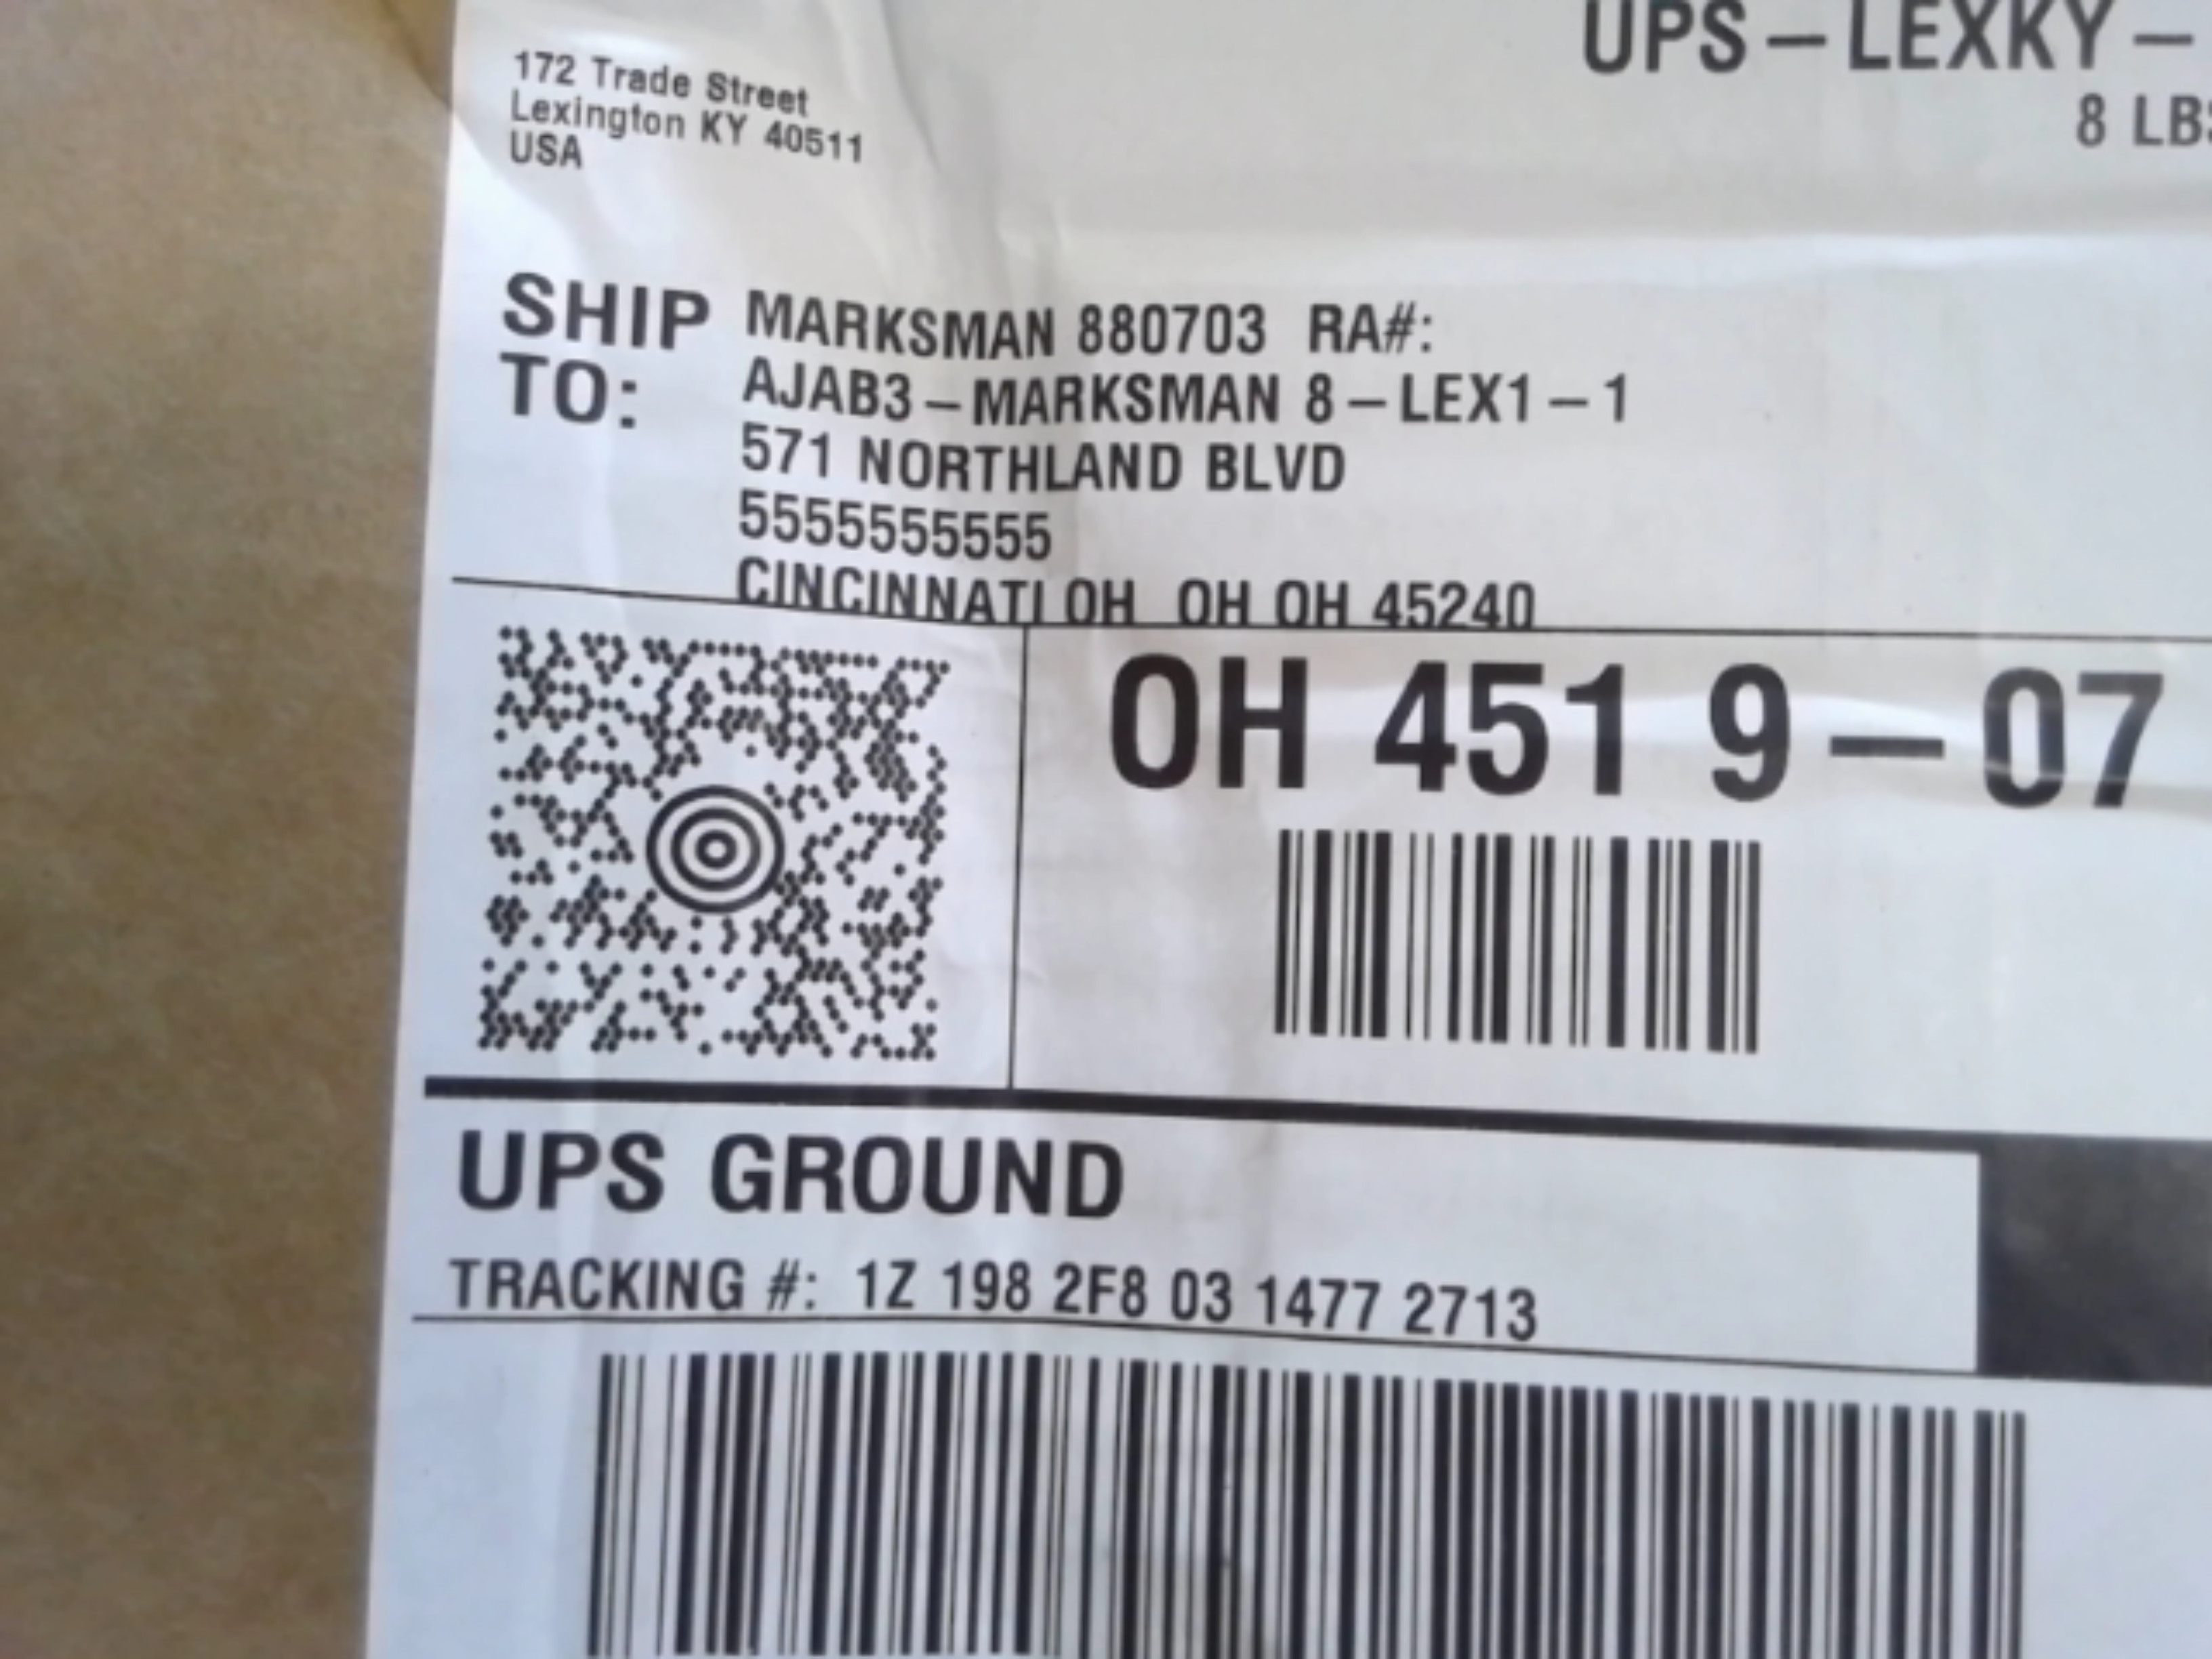 UPS-LEXKY-
8 LBS
172 Trade Street
Lexington KY 40511
USA
SHIP TO:
MARKSMAN 880703 RA#:
AJAB3-MARKSMAN 8-LEX1-1
571 NORTHLAND BLVD
5555555555
CINCINNATI OH OH OH 45240
OH 451 9-07
UPS GROUND
TRACKING #: 1Z 198 2F8 03 1477 2713